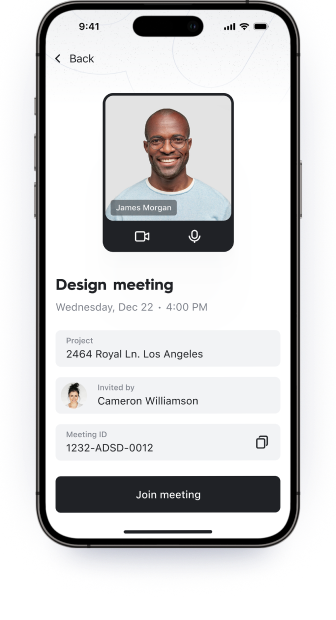 9:41
Back
James Morgan
Design meeting
Wednesday, Dec 22 • 4:00 PM
Project
2464 Royal Ln. Los Angeles
Invited by
Cameron Williamson
Meeting ID
1232-ADSD-0012
Join meeting